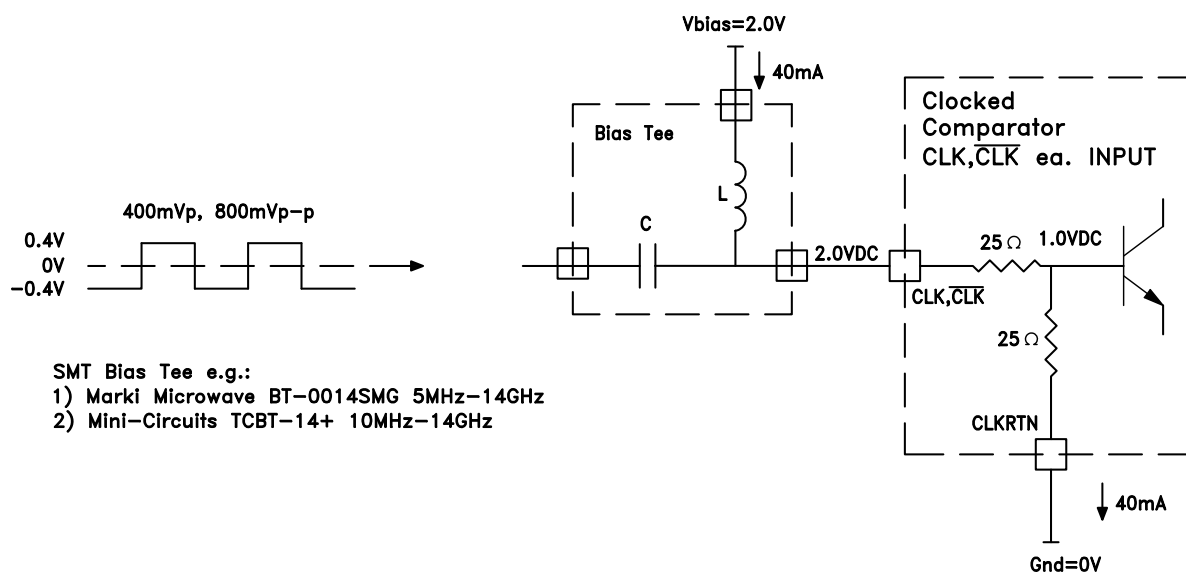 Vbias=2.0V
40mA
Bias Tee
L
C
Clocked
Comparator
CLK,C̅L̅K̅ ea. INPUT
400mVp, 800mVp-p
0.4V
0V
-0.4V
2.0VDC
25Ω
1.0VDC
CLK,C̅L̅K̅
25Ω
SMT Bias Tee e.g.:
1) Marki Microwave BT-0014SMG 5MHz-14GHz
2) Mini-Circuits TCBT-14+ 10MHz-14GHz
CLKRTN
40mA
Gnd=0V